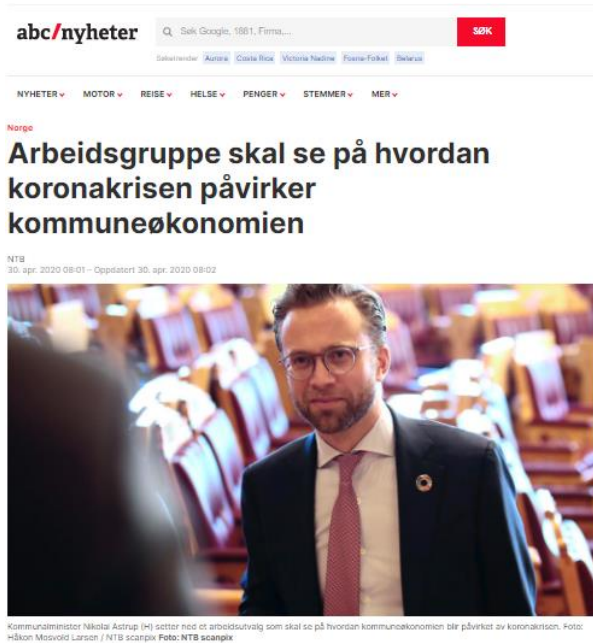 abc/nyheter
Søk Google, 1881, Firma,...
SØK
Søketrender Aurora Costa Rica Victoria Nadine Fosna-Folket Belarus
NYHETER MOTOR REISE HELSE PENGER STEMMER MER
Norge
Arbeidsgruppe skal se på hvordan
koronakrisen påvirker
kommuneøkonomien
NTB
30. apr. 2020 08:01 – Oppdatert 30. apr. 2020 08:02
Kommunalminister Nikolai Astrup (H) setter ned et arbeidsutvalg som skal se på hvordan kommuneøkonomien blir påvirket av koronakrisen. Foto:
Håkon Mosvold Larsen / NTB scanpix Foto: NTB scanpix